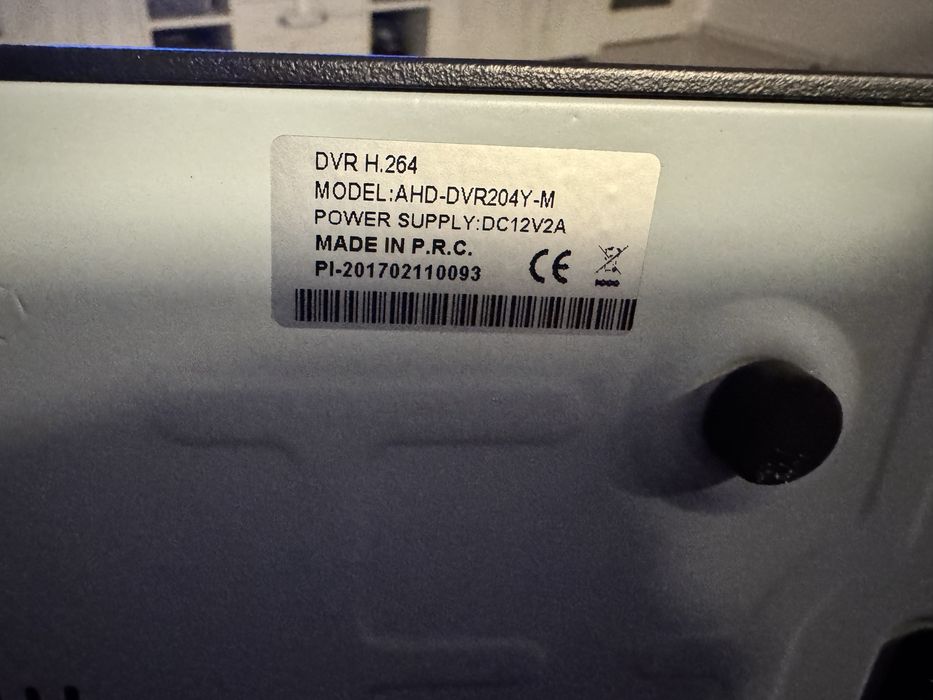 DVR H.264
MODEL:AHD-DVR204Y-M
POWER SUPPLY:DC12V2A
MADE IN P.R.C.
PI-201702110093
CE